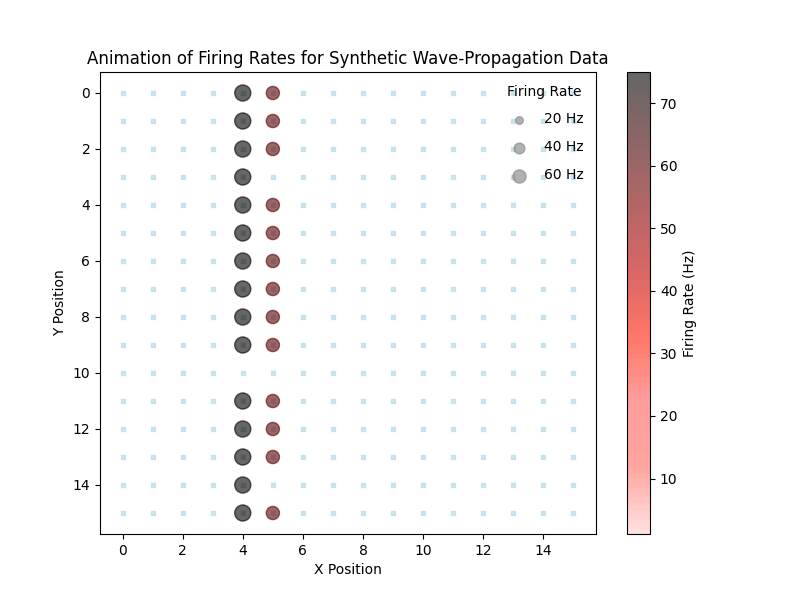 Animation of Firing Rates for Synthetic Wave-Propagation Data
Firing Rate
20 Hz
40 Hz
60 Hz
0
2
4
6
8
10
12
14
Y Position
0
2
4
6
8
10
12
14
X Position
70
60
50
40
30
20
10
Firing Rate (Hz)